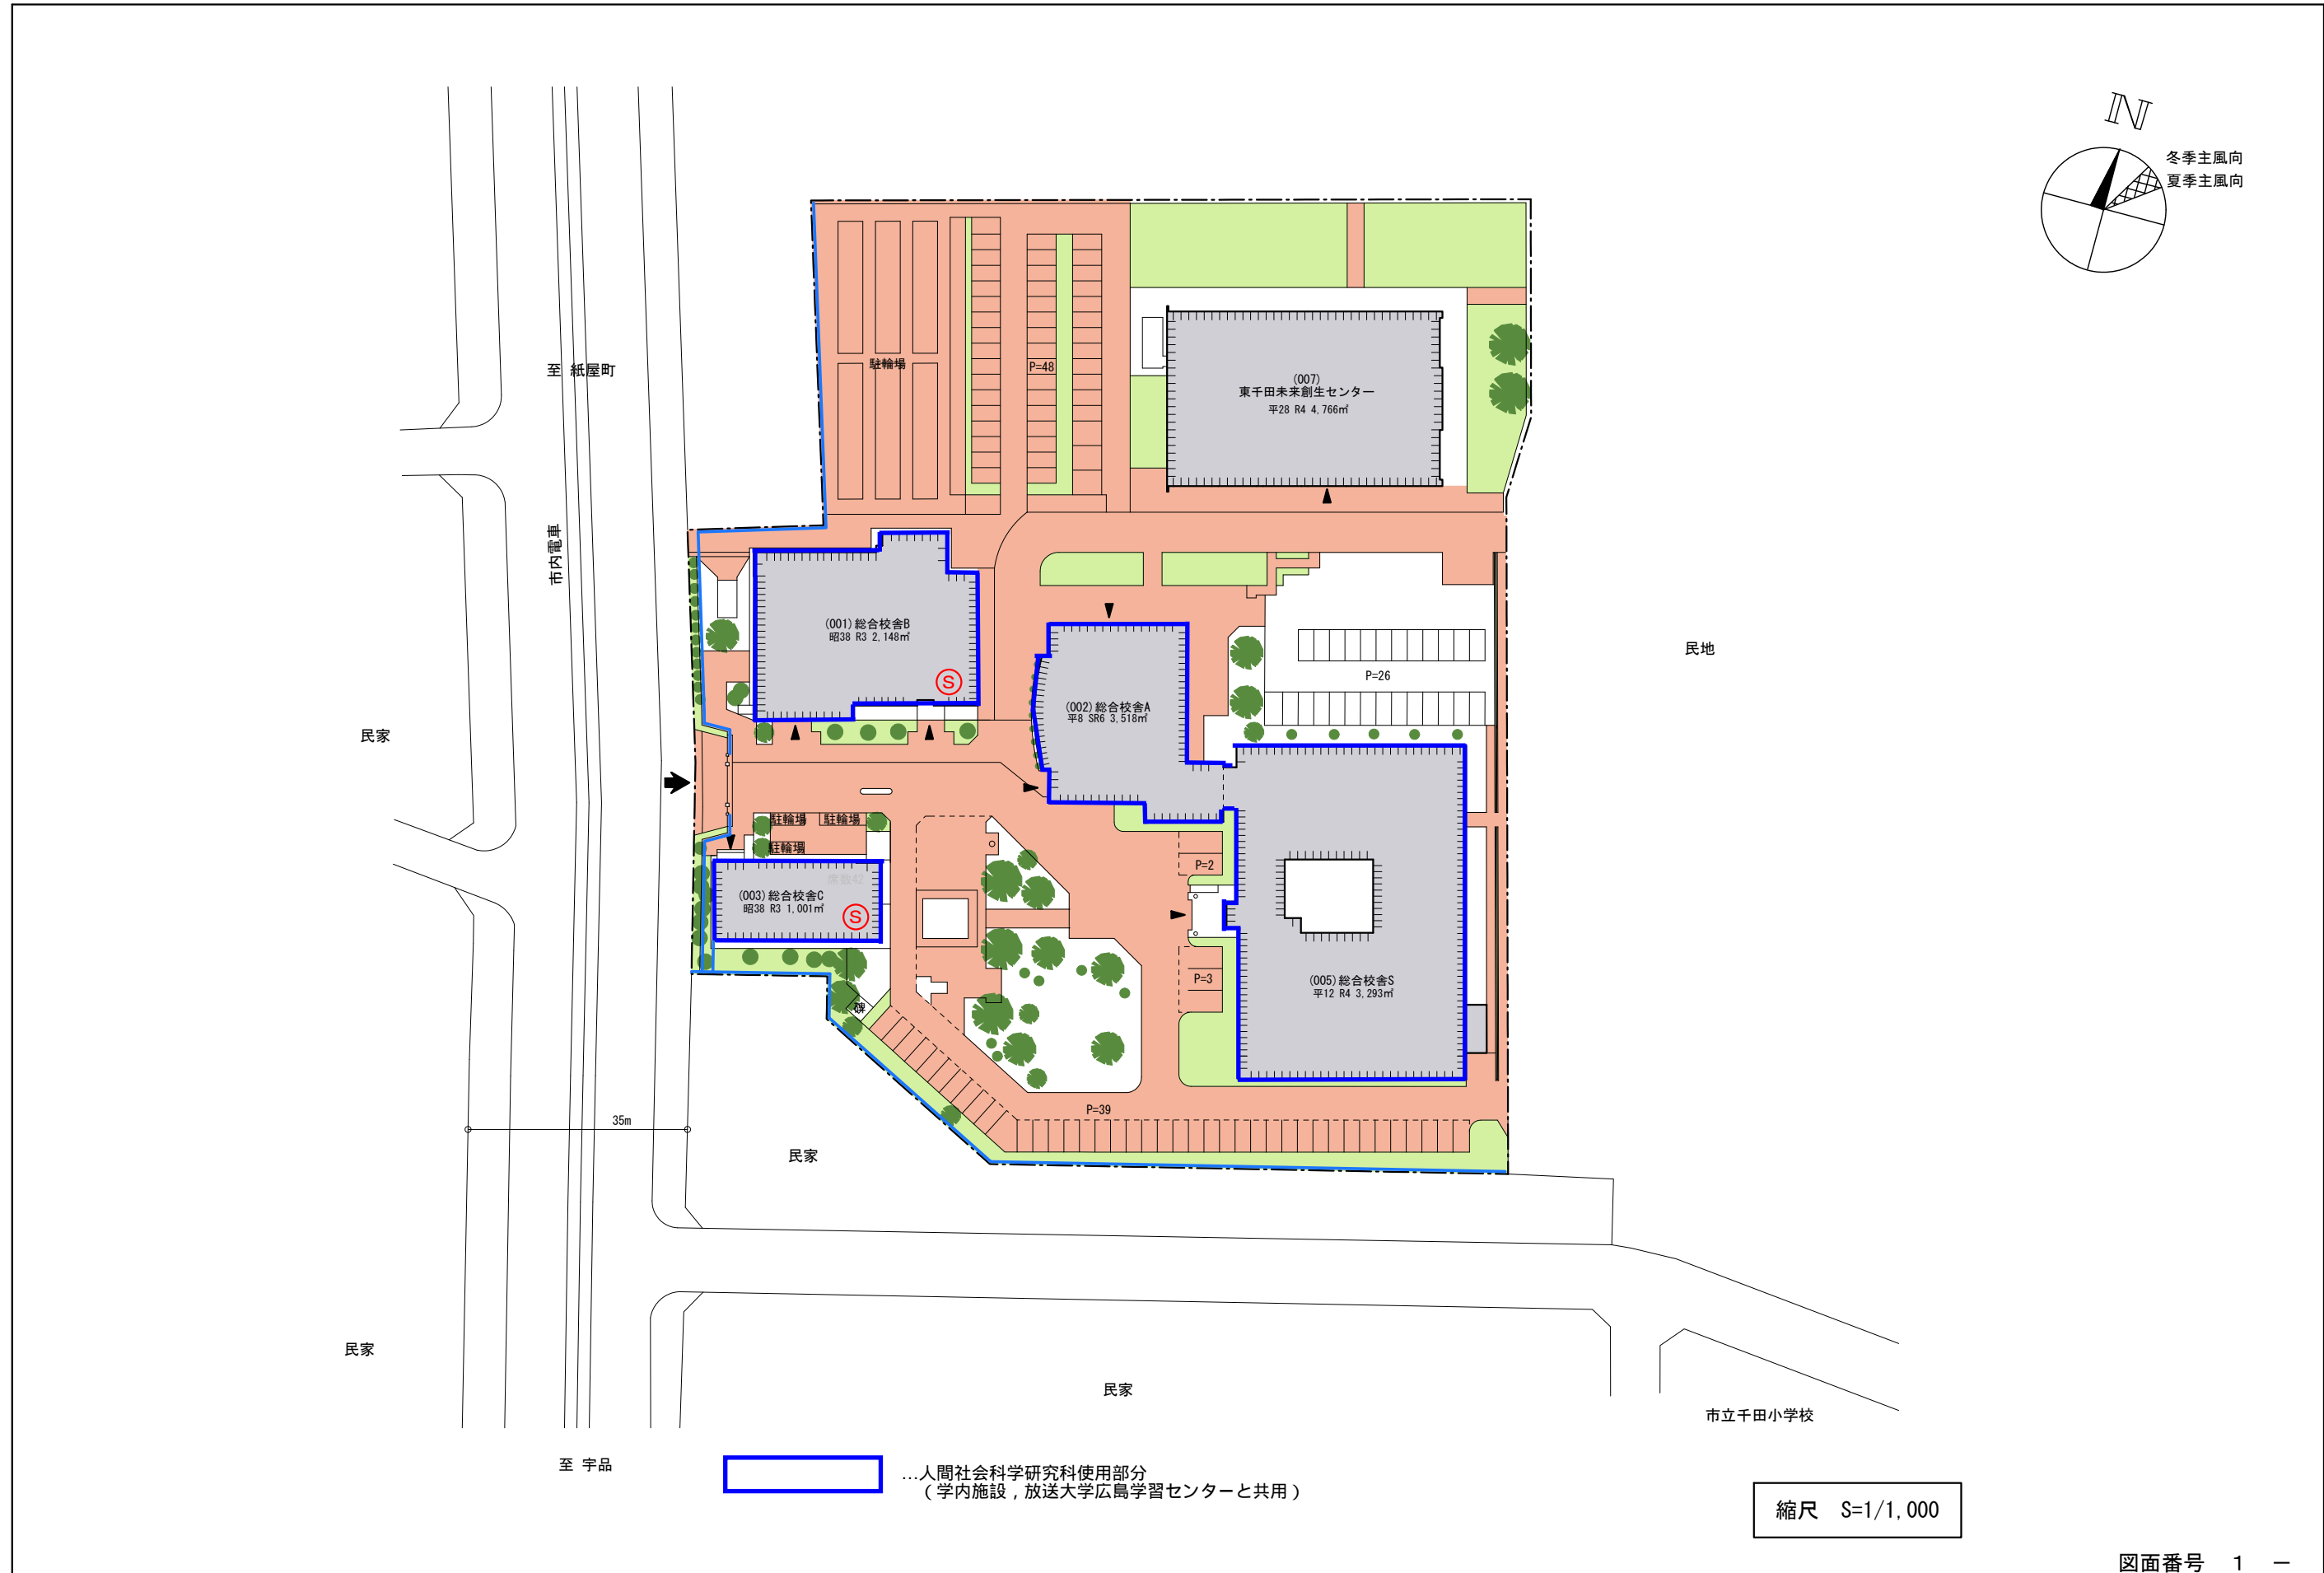 N
冬季主風向
夏季主風向
至 紙屋町
駐輪場
P=48
(007)
東千田未来創生センター
平28 R4 4,766㎡
市内電車
(001)総合校舎B
昭38 R3 2,148㎡
S
民地
P=26
(002)総合校舎A
平8 SR6 3,518㎡
民家
駐輪場 駐輪場
駐輪場
P=2
席数42
(003)総合校舎C
昭38 R3 1,001㎡
S
P=3
(005)総合校舎S
平12 R4 3,293㎡
碑
P=39
35m
民家
民家
民家
市立千田小学校
至 宇品
…人間社会科学研究科使用部分
(学内施設,放送大学広島学習センターと共用)
縮尺 S=1/1,000
図面番号 1 −